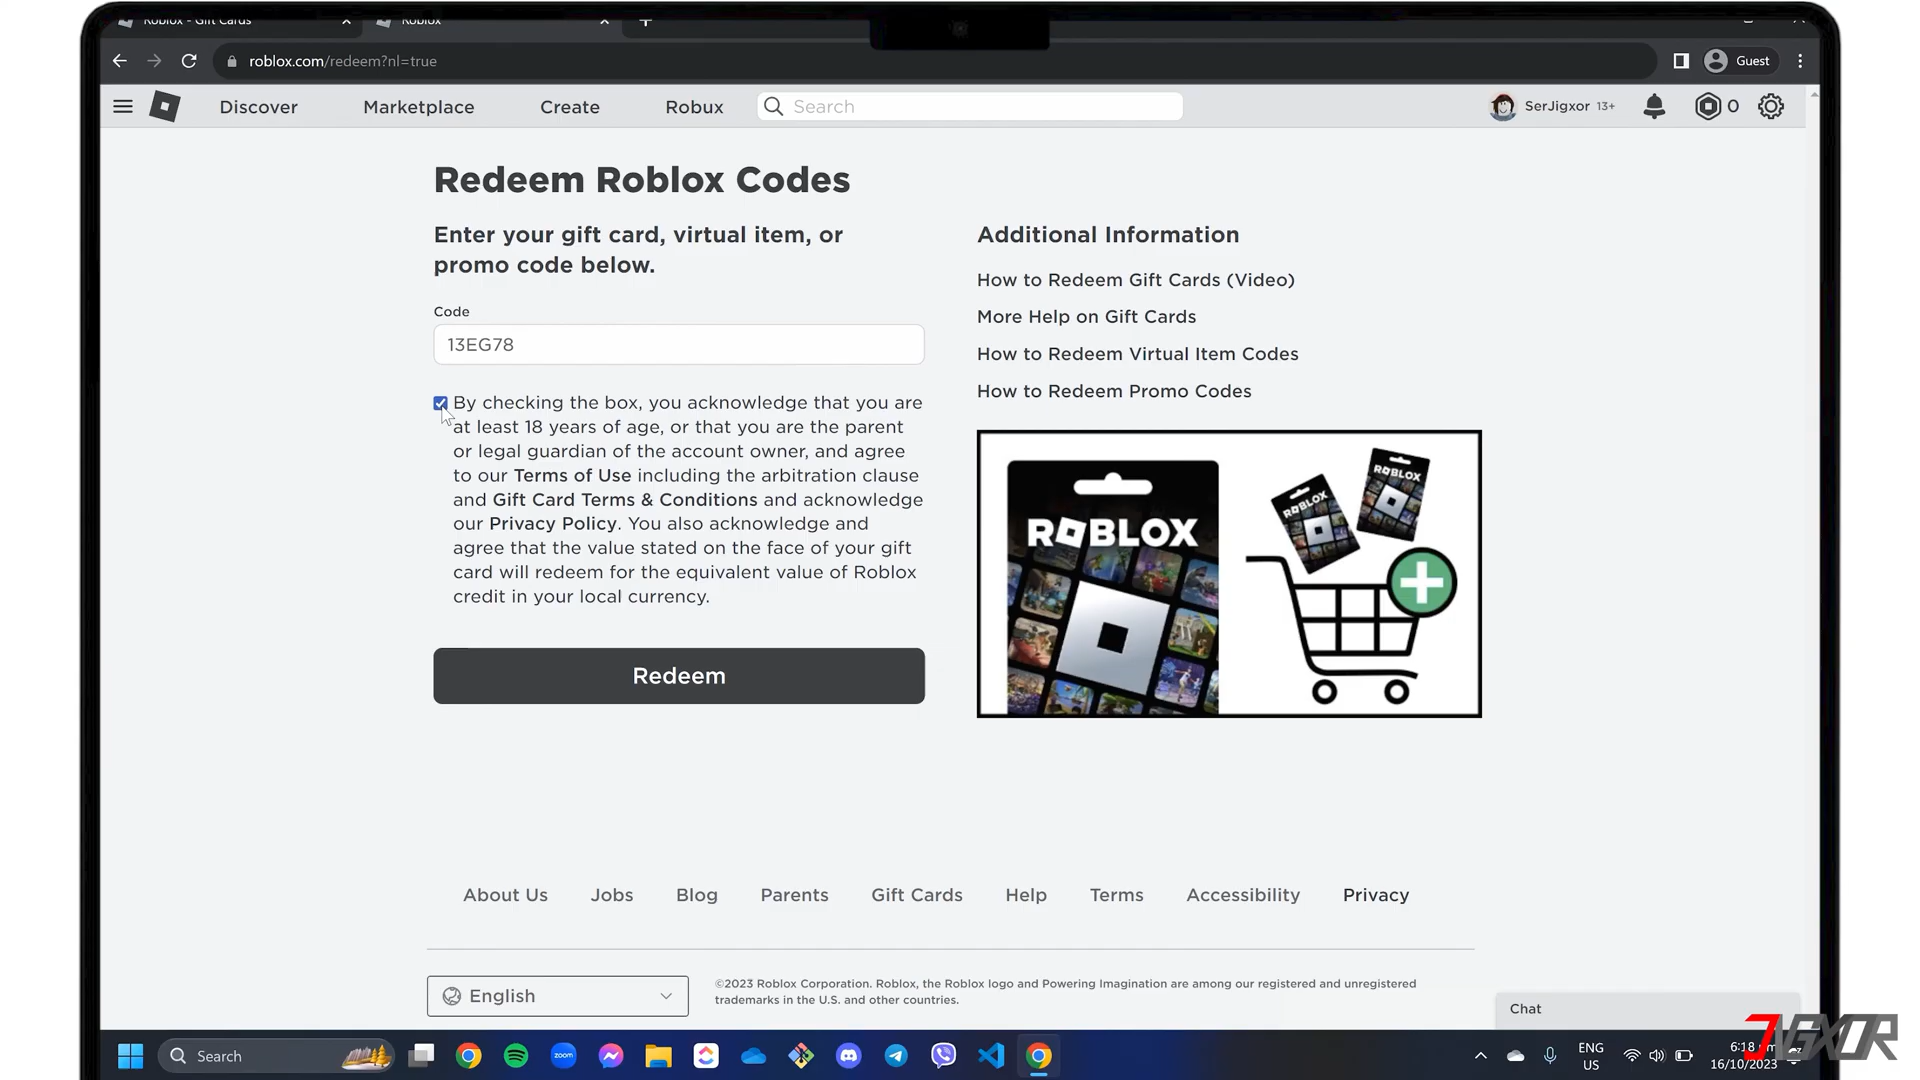 Roblox - Gift Cards
Roblox
roblox.com/redeem?nl=true
Guest
Discover
Marketplace
Create
Robux
Search
SerJigxor 13+
0
Redeem Roblox Codes
Enter your gift card, virtual item, or
promo code below.
Code
13EG78
By checking the box, you acknowledge that you are
at least 18 years of age, or that you are the parent
or legal guardian of the account owner, and agree
to our Terms of Use including the arbitration clause
and Gift Card Terms & Conditions and acknowledge
our Privacy Policy. You also acknowledge and
agree that the value stated on the face of your gift
card will redeem for the equivalent value of Roblox
credit in your local currency.
Redeem
Additional Information
How to Redeem Gift Cards (Video)
More Help on Gift Cards
How to Redeem Virtual Item Codes
How to Redeem Promo Codes
ROBLOX
ROBLOX
ROBLOX
About Us
Jobs
Blog
Parents
Gift Cards
Help
Terms
Accessibility
Privacy
English
©2023 Roblox Corporation. Roblox, the Roblox logo and Powering Imagination are among our registered and unregistered
trademarks in the U.S. and other countries.
Chat
Search
zoom
ENG
US
6:18
16/10/2023
JIGXOR